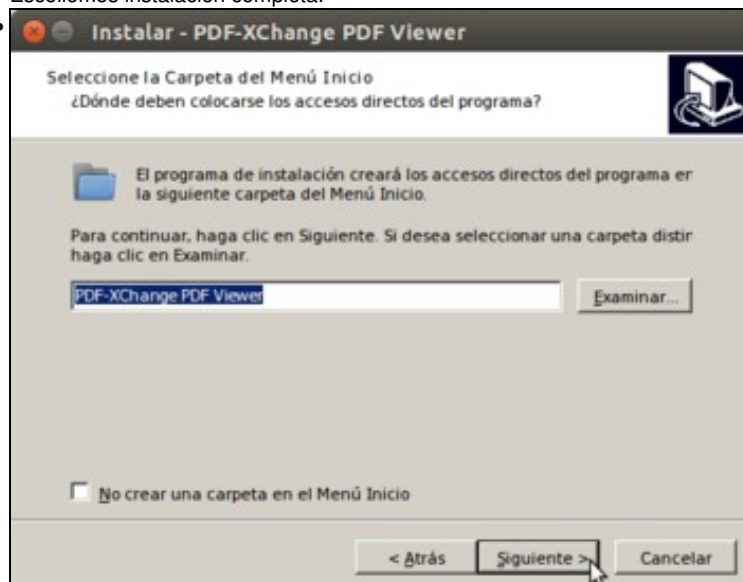 Escollemos instalación completa.
Instalar - PDF-XChange PDF Viewer
Seleccione la Carpeta del Menú Inicio
¿Dónde deben colocarse los accesos directos del programa?
El programa de instalación creará los accesos directos del programa er
la siguiente carpeta del Menú Inicio.
Para continuar, haga clic en Siguiente. Si desea seleccionar una carpeta distir
haga clic en Examinar.
PDF-XChange PDF Viewer
Examinar...
No crear una carpeta en el Menú Inicio
< Atrás
Siguiente >
Cancelar